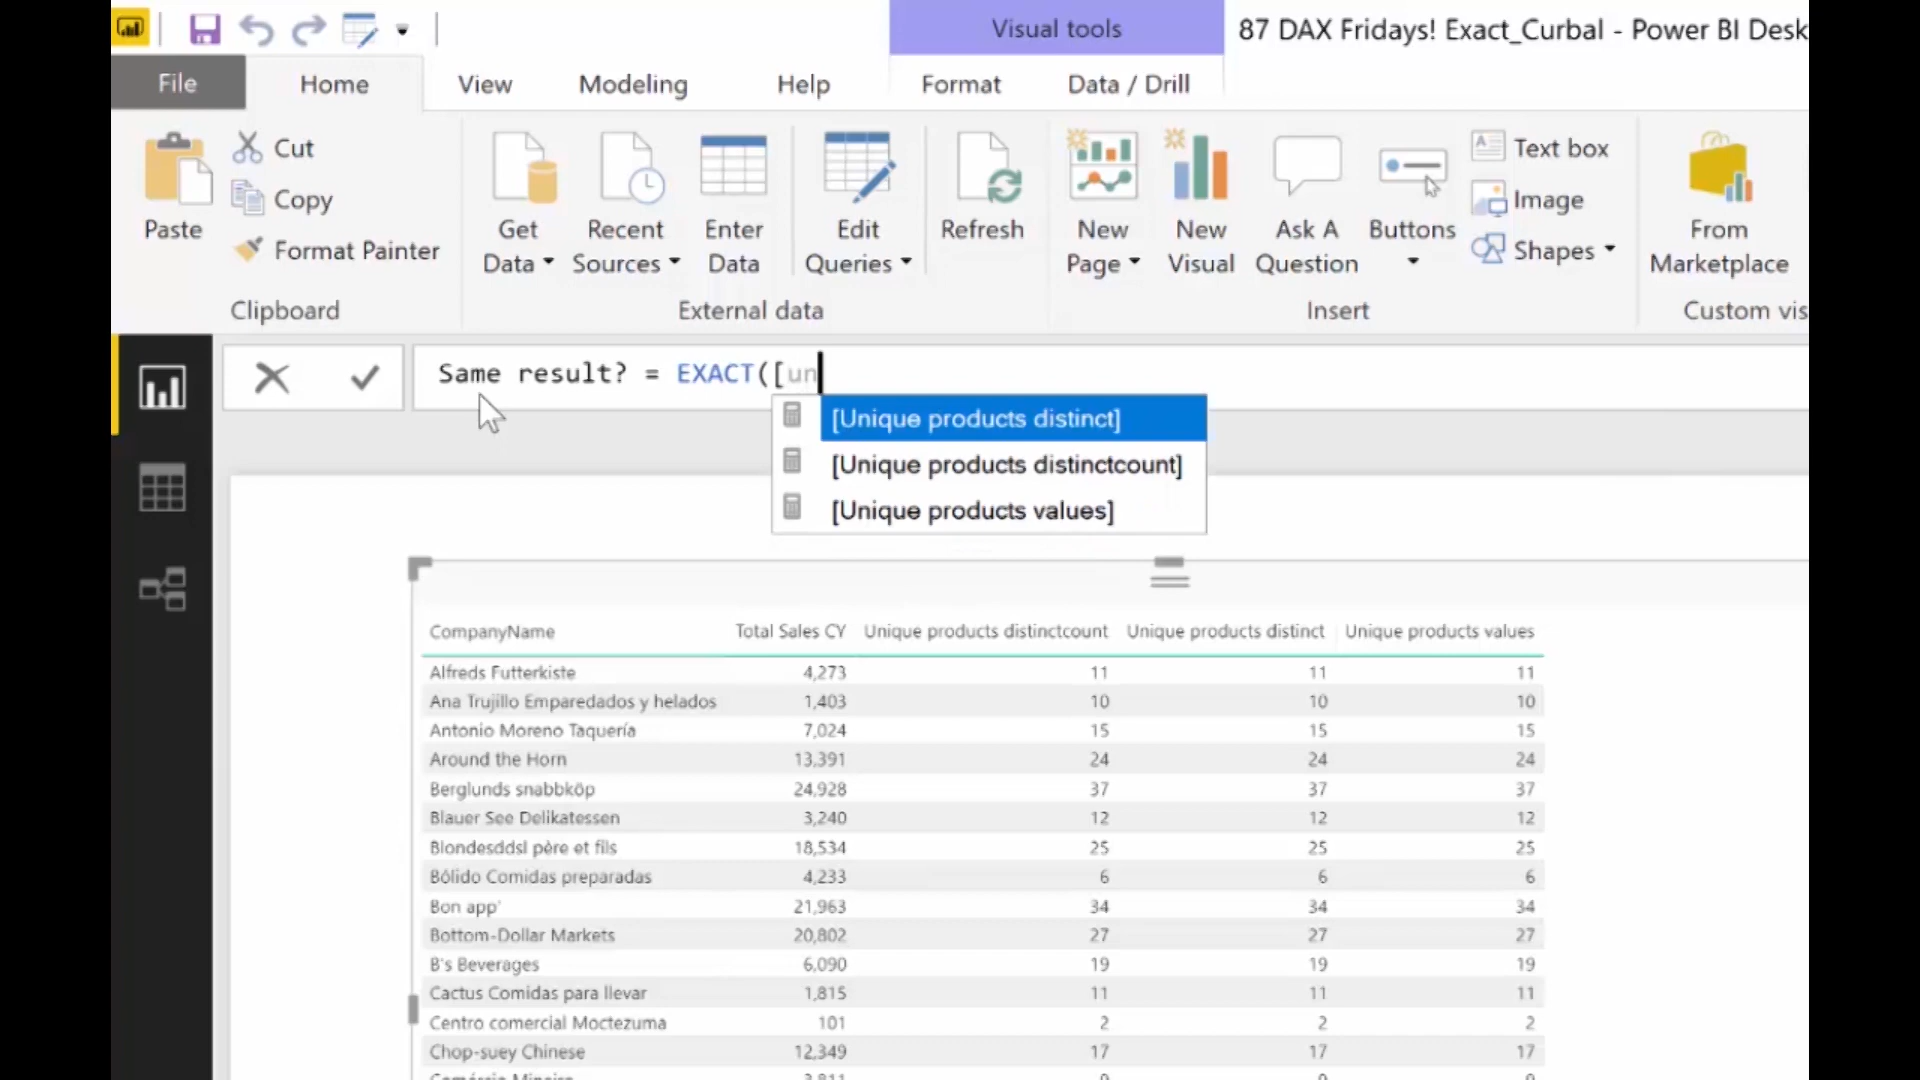 Visual tools
87 DAX Fridays! Exact_Curbal - Power BI Desk
File Home View Modeling Help Format Data / Drill
Paste
Cut
Copy
Format Painter
Clipboard
Get Data
Recent Sources
Enter Data
Edit Queries
Refresh
External data
New Page
New Visual
Ask A Question
Buttons
Text box
Image
Shapes
Insert
From Marketplace
Custom vis
Same result? = EXACT([un
[Unique products distinct]
[Unique products distinctcount]
[Unique products values]
CompanyName Total Sales CY Unique products distinctcount Unique products distinct Unique products values
Alfreds Futterkiste 4,273 11 11 11
Ana Trujillo Emparedados y helados 1,403 10 10 10
Antonio Moreno Taquería 7,024 15 15 15
Around the Horn 13,391 24 24 24
Berglunds snabbköp 24,928 37 37 37
Blauer See Delikatessen 3,240 12 12 12
Blondesddsl père et fils 18,534 25 25 25
Bólido Comidas preparadas 4,233 6 6 6
Bon app' 21,963 34 34 34
Bottom-Dollar Markets 20,802 27 27 27
B's Beverages 6,090 19 19 19
Cactus Comidas para llevar 1,815 11 11 11
Centro comercial Moctezuma 101 2 2 2
Chop-suey Chinese 12,349 17 17 17